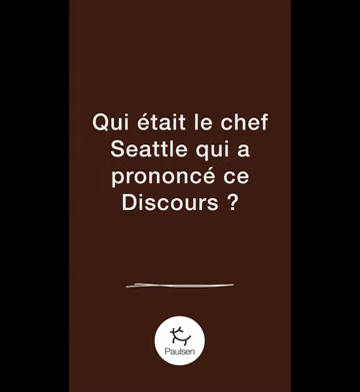 Qui était le chef
Seattle qui a
prononcé ce
Discours ?
Paulsen